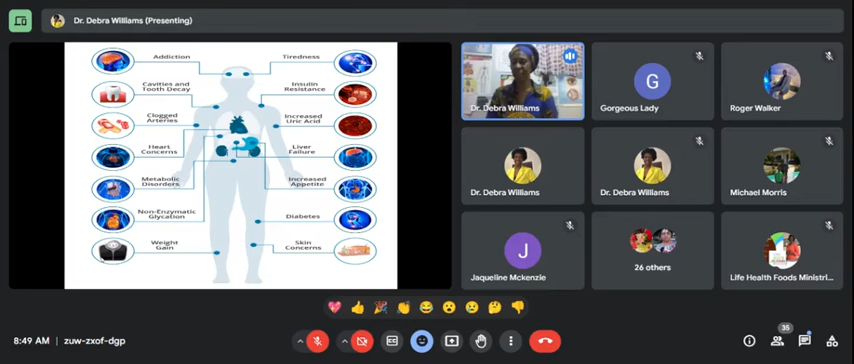 Dr. Debra Williams (Presenting)
Addiction
Tiredness
Cavities and
Tooth Decay
Insulin
Resistance
Clogged
Arteries
Increased
Uric Acid
Heart
Concerns
Liver
Failure
Metabolic
Disorders
Increased
Appetite
Non-Enzymatic
Glycation
Diabetes
Weight
Gain
Skin
Concerns
Dr. Debra Williams
G
Gorgeous Lady
Roger Walker
Dr. Debra Williams
Dr. Debra Williams
Michael Morris
J
Jaqueline Mckenzie
26 others
Life Health Foods Ministri...
8:49 AM | zuw-zxof-dgp
CC
35